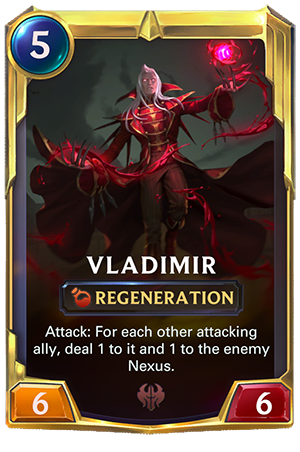 5
VLADIMIR
REGENERATION
Attack: For each other attacking
ally, deal 1 to it and 1 to the enemy
Nexus.
6
6